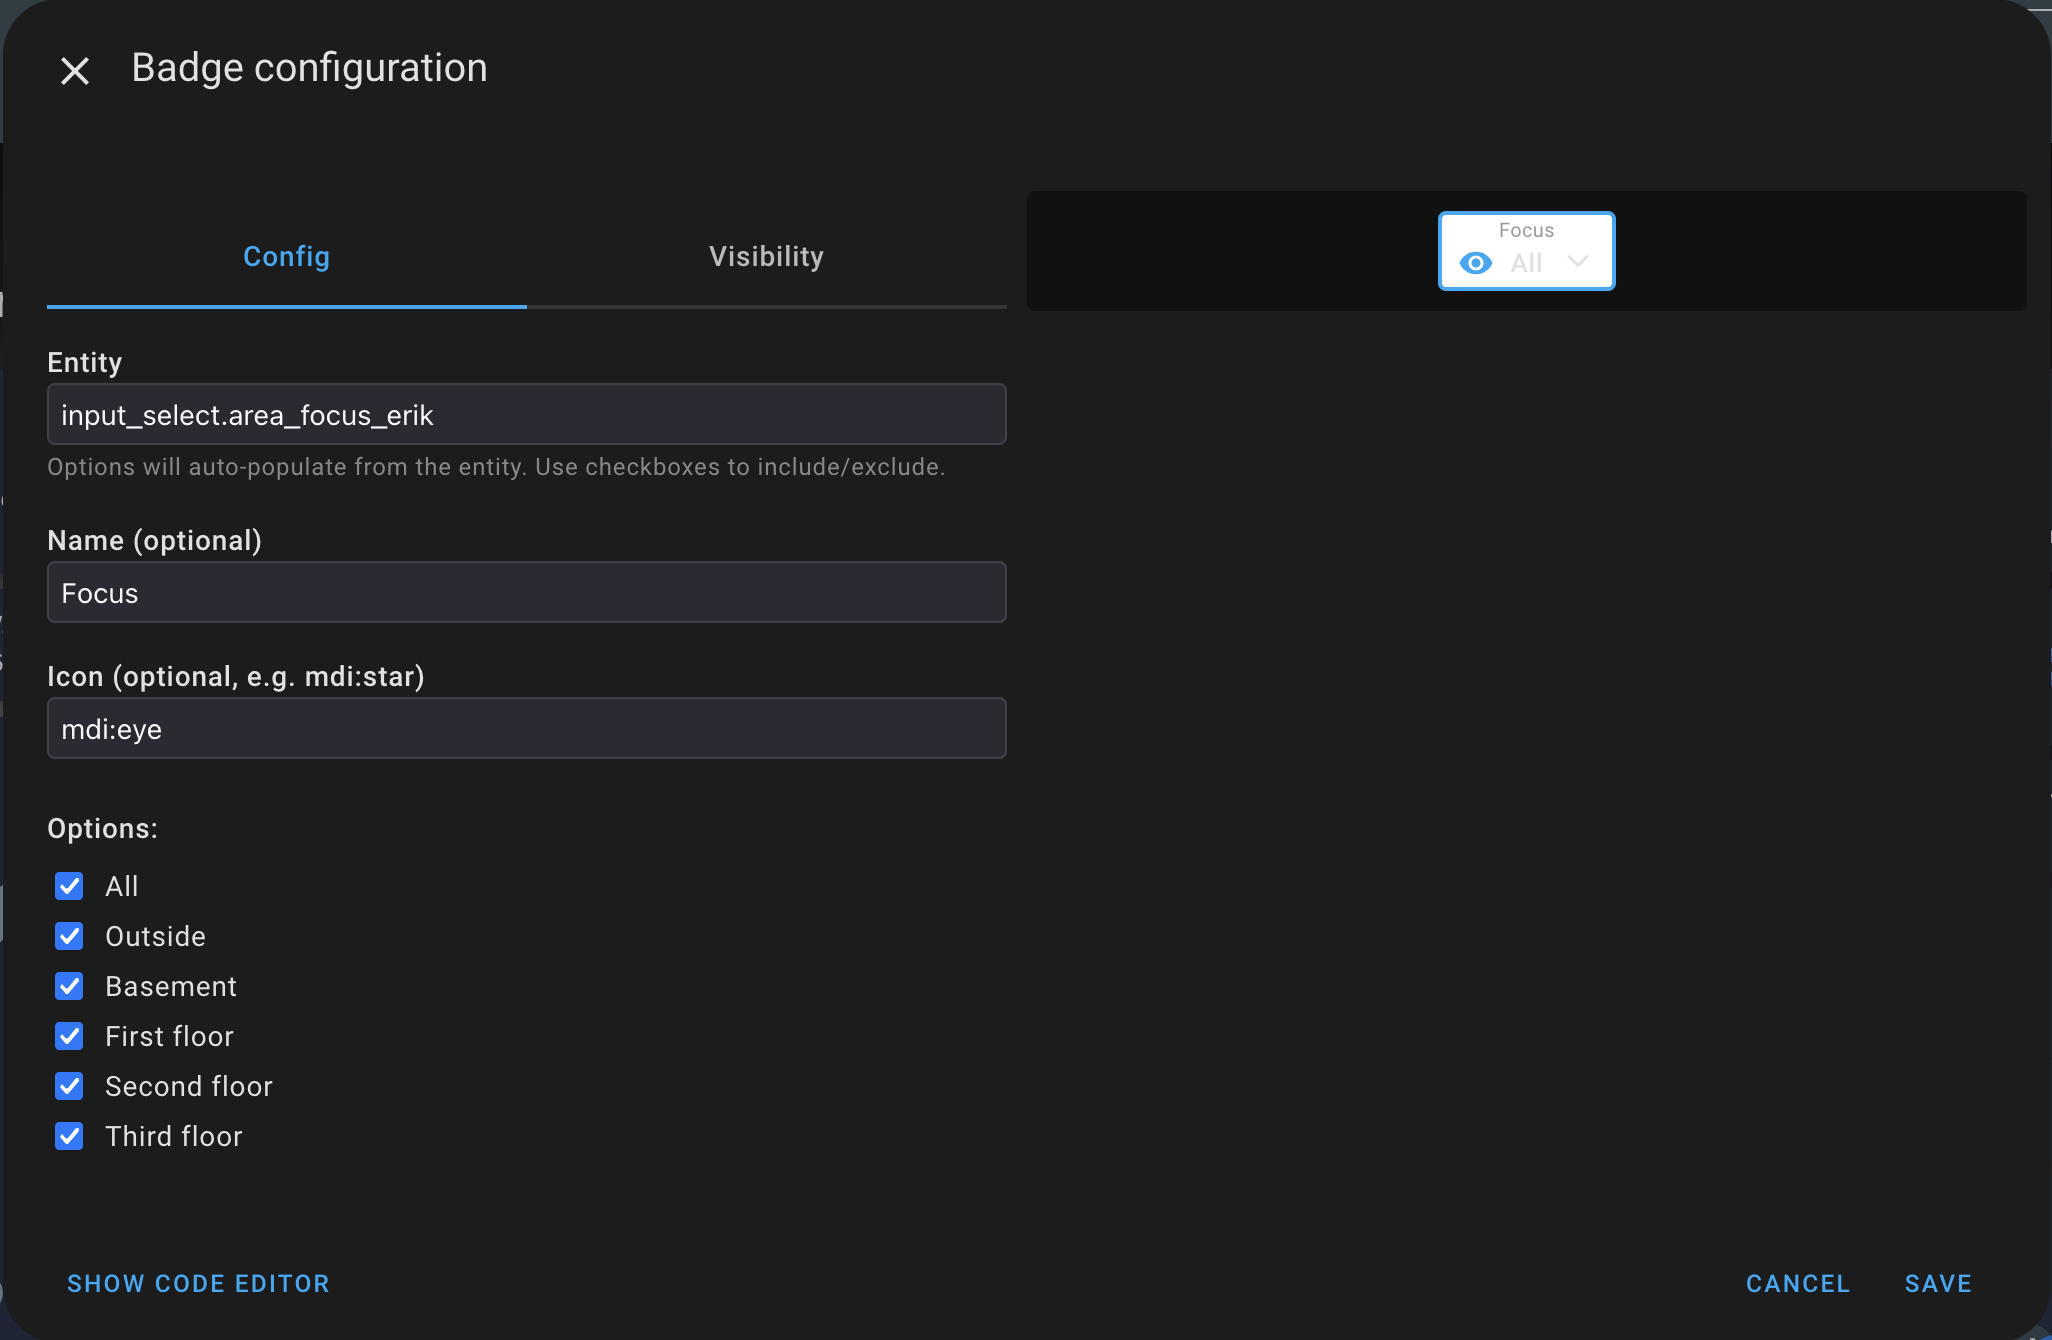 Badge configuration
Config
Visibility
Focus
All
Entity
input_select.area_focus_erik
Options will auto-populate from the entity. Use checkboxes to include/exclude.
Name (optional)
Focus
Icon (optional, e.g. mdi:star)
mdi:eye
Options:
All
Outside
Basement
First floor
Second floor
Third floor
SHOW CODE EDITOR
CANCEL
SAVE